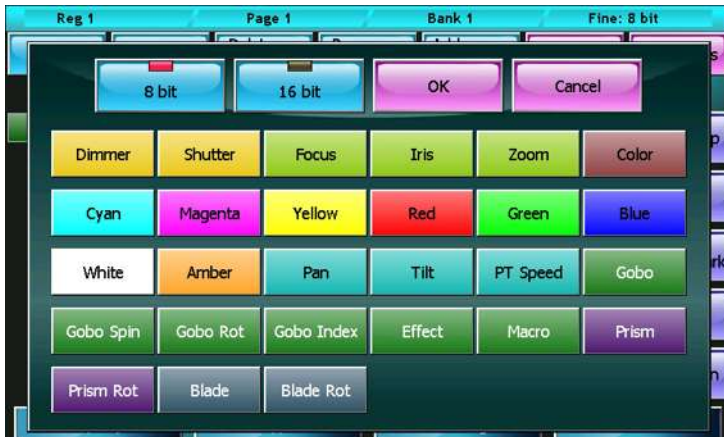 Reg 1 Page 1 Bank 1 Fine: 8 bit
8 bit 16 bit OK Cancel
Dimmer Shutter Focus Iris Zoom Color
Cyan Magenta Yellow Red Green Blue
White Amber Pan Tilt PT Speed Gobo
Gobo Spin Gobo Rot Gobo Index Effect Macro Prism
Prism Rot Blade Blade Rot